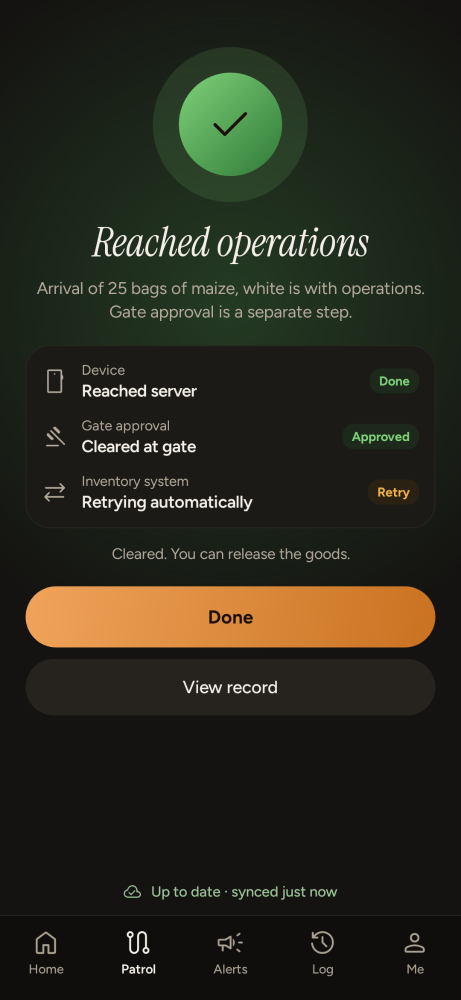 Reached operations
Arrival of 25 bags of maize, white is with operations.
Gate approval is a separate step.
Device
Reached server
Done
Gate approval
Cleared at gate
Approved
Inventory system
Retrying automatically
Retry
Cleared. You can release the goods.
Done
View record
Up to date · synced just now
Home
Patrol
Alerts
Log
Me